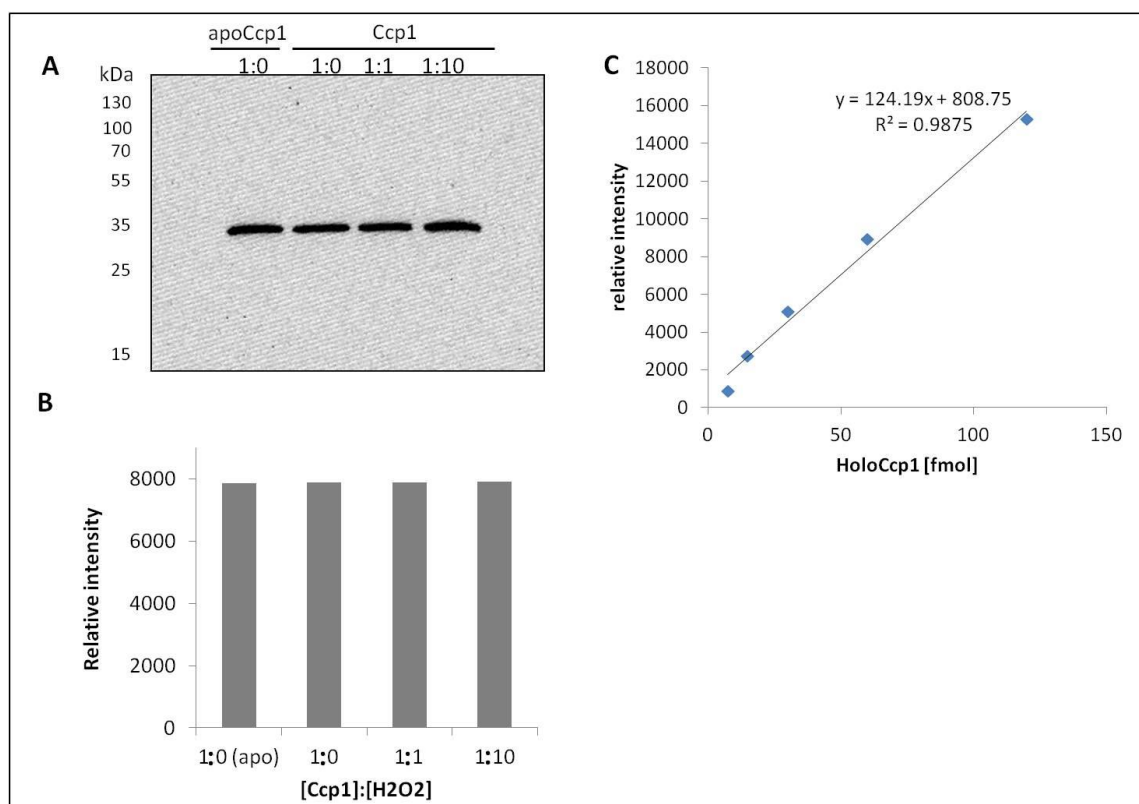 apoCcp1 Ccp1
A
kDa 1:0 1:0 1:1 1:10
130
100
70
55
35
25
15
B
Relative intensity
8000
6000
4000
2000
0
1:0 (apo) 1:0 1:1 1:10
[Ccp1]:[H2O2]
C
relative intensity
18000
16000
14000
12000
10000
8000
6000
4000
2000
0
y = 124.19x + 808.75
R² = 0.9875
0 50 100 150
HoloCcp1 [fmol]